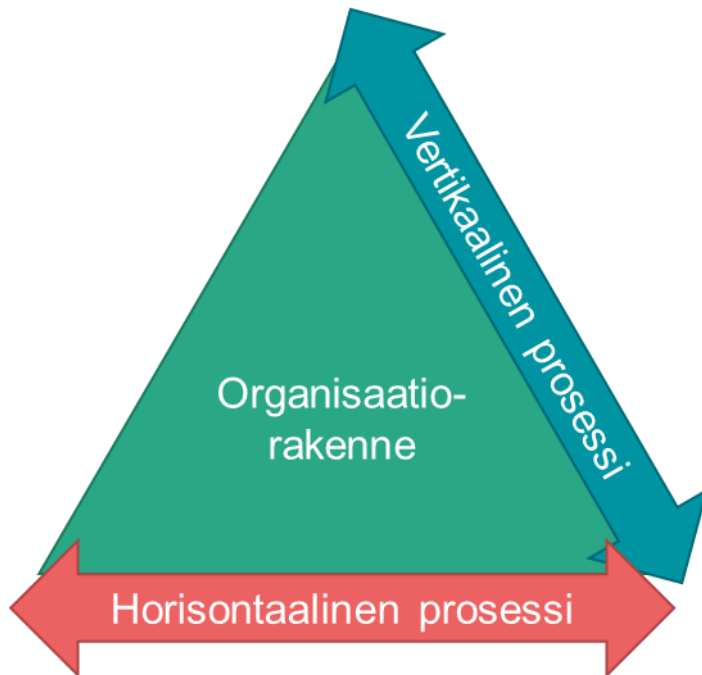 Vertikaalinen prosessi
Organisaatio-
rakenne
Horisontaalinen prosessi